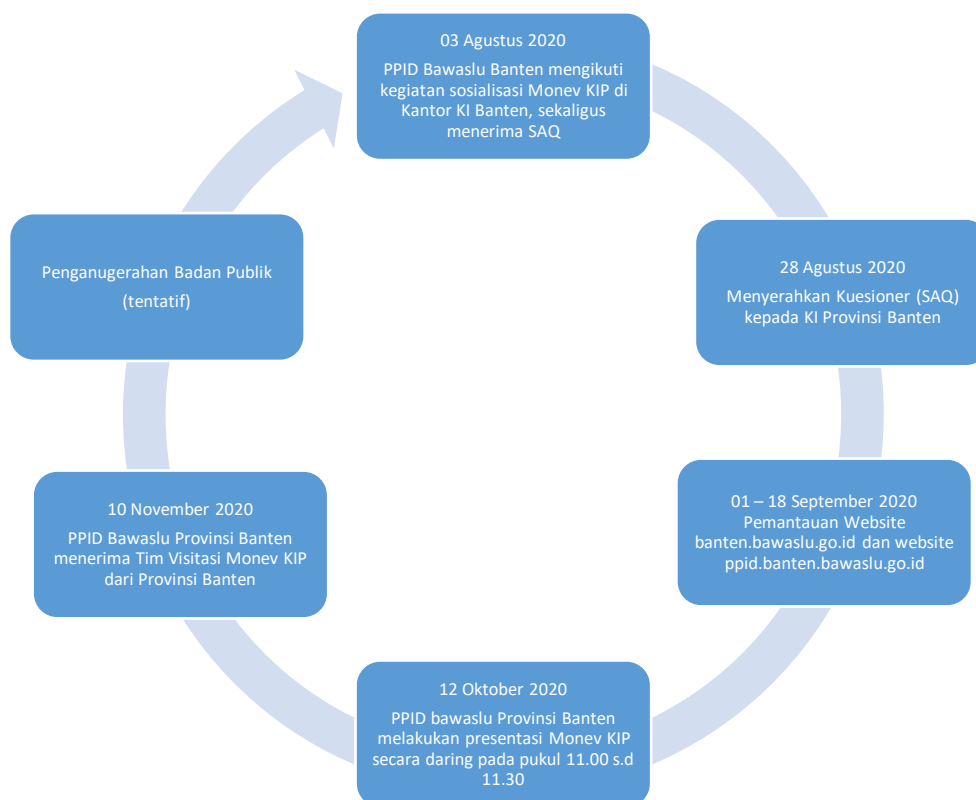 03 Agustus 2020
PPID Bawaslu Banten mengikuti
kegiatan sosialisasi Monev KIP di
Kantor KI Banten, sekaligus
menerima SAQ
28 Agustus 2020
Menyerahkan Kuesioner (SAQ)
kepada KI Provinsi Banten
01 – 18 September 2020
Pemantauan Website
banten.bawaslu.go.id dan website
ppid.banten.bawaslu.go.id
12 Oktober 2020
PPID bawaslu Provinsi Banten
melakukan presentasi Monev KIP
secara daring pada pukul 11.00 s.d
11.30
10 November 2020
PPID Bawaslu Provinsi Banten
menerima Tim Visitasi Monev KIP
dari Provinsi Banten
Penganugerahan Badan Publik
(tentatif)